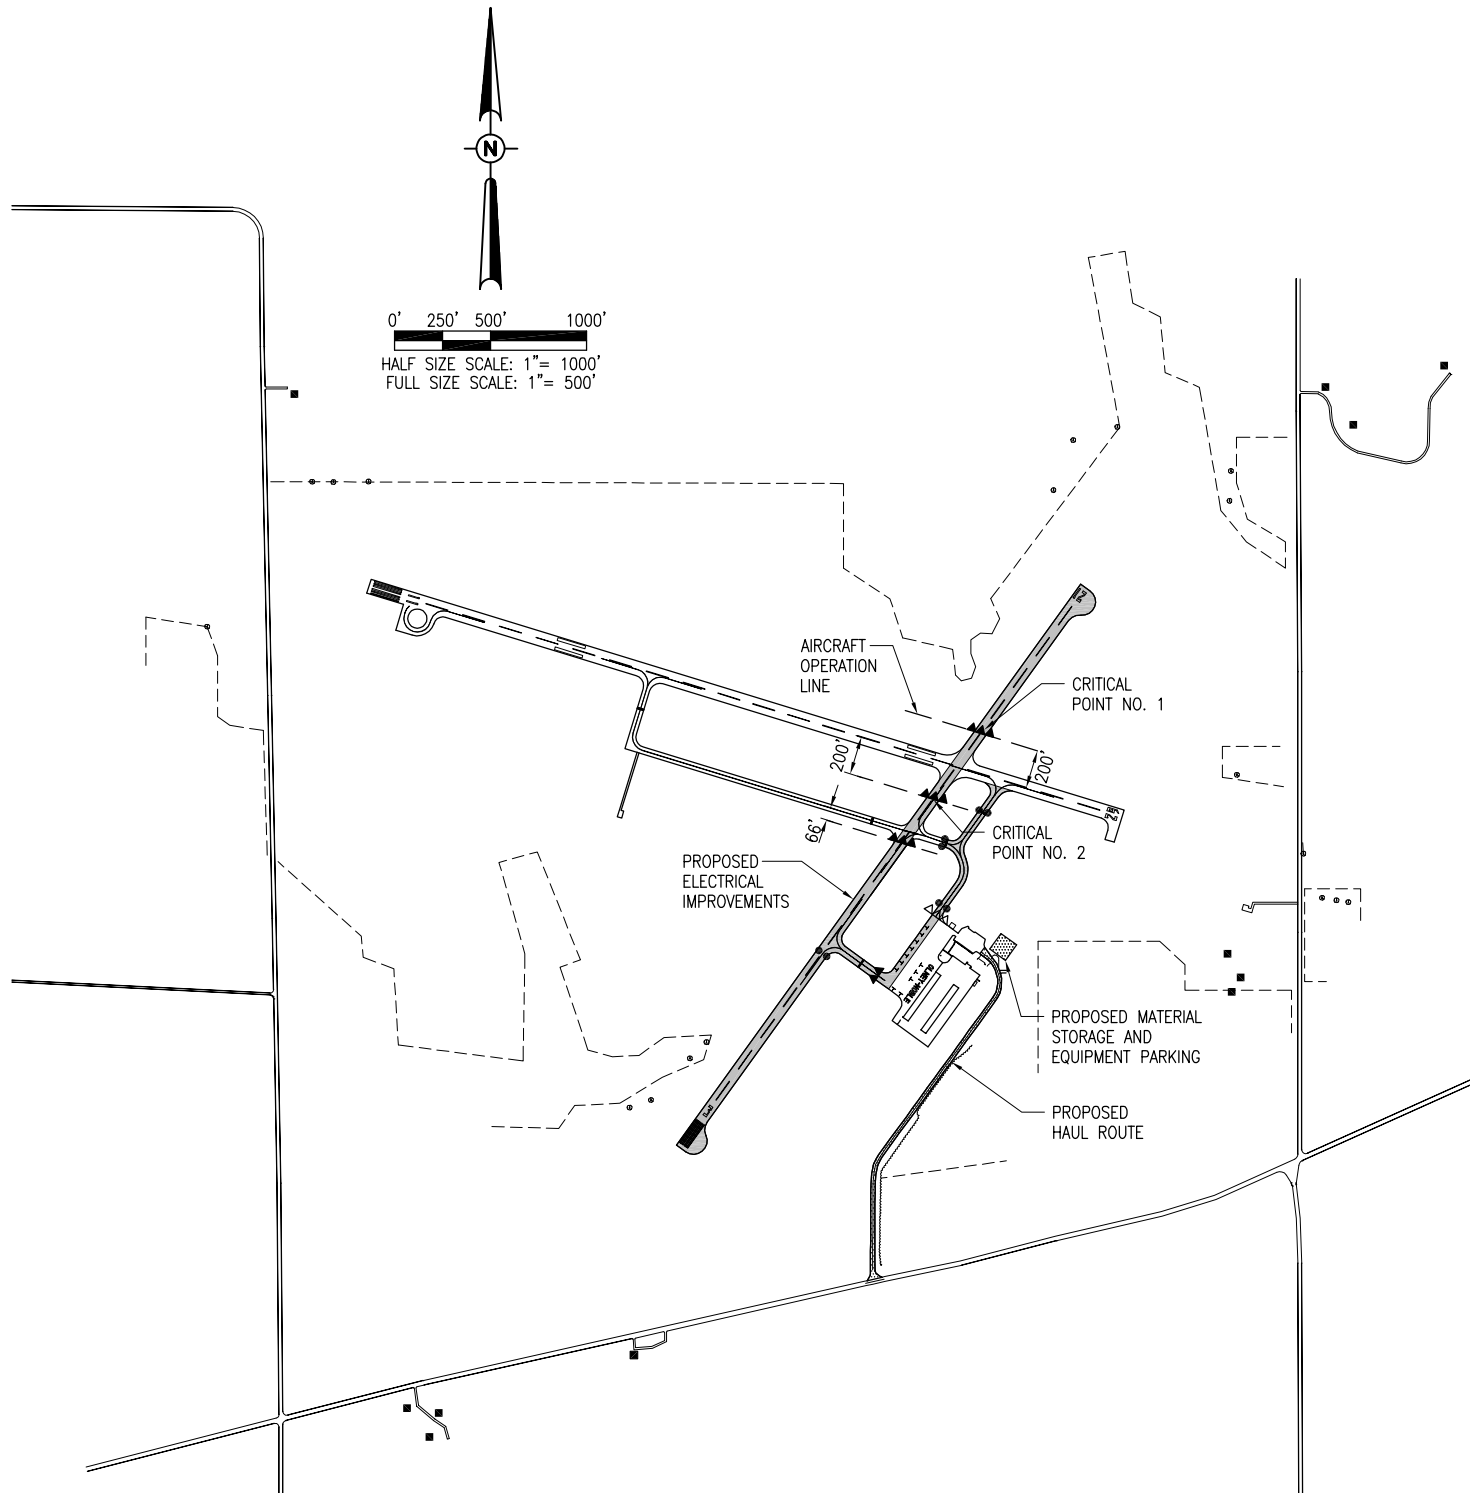 N
0' 250' 500' 1000'
HALF SIZE SCALE: 1"= 1000'
FULL SIZE SCALE: 1"= 500'
AIRCRAFT
OPERATION
LINE
CRITICAL
POINT NO. 1
200'
200'
66'
CRITICAL
POINT NO. 2
PROPOSED
ELECTRICAL
IMPROVEMENTS
OLNEY-NOBLE
PROPOSED MATERIAL
STORAGE AND
EQUIPMENT PARKING
PROPOSED
HAUL ROUTE